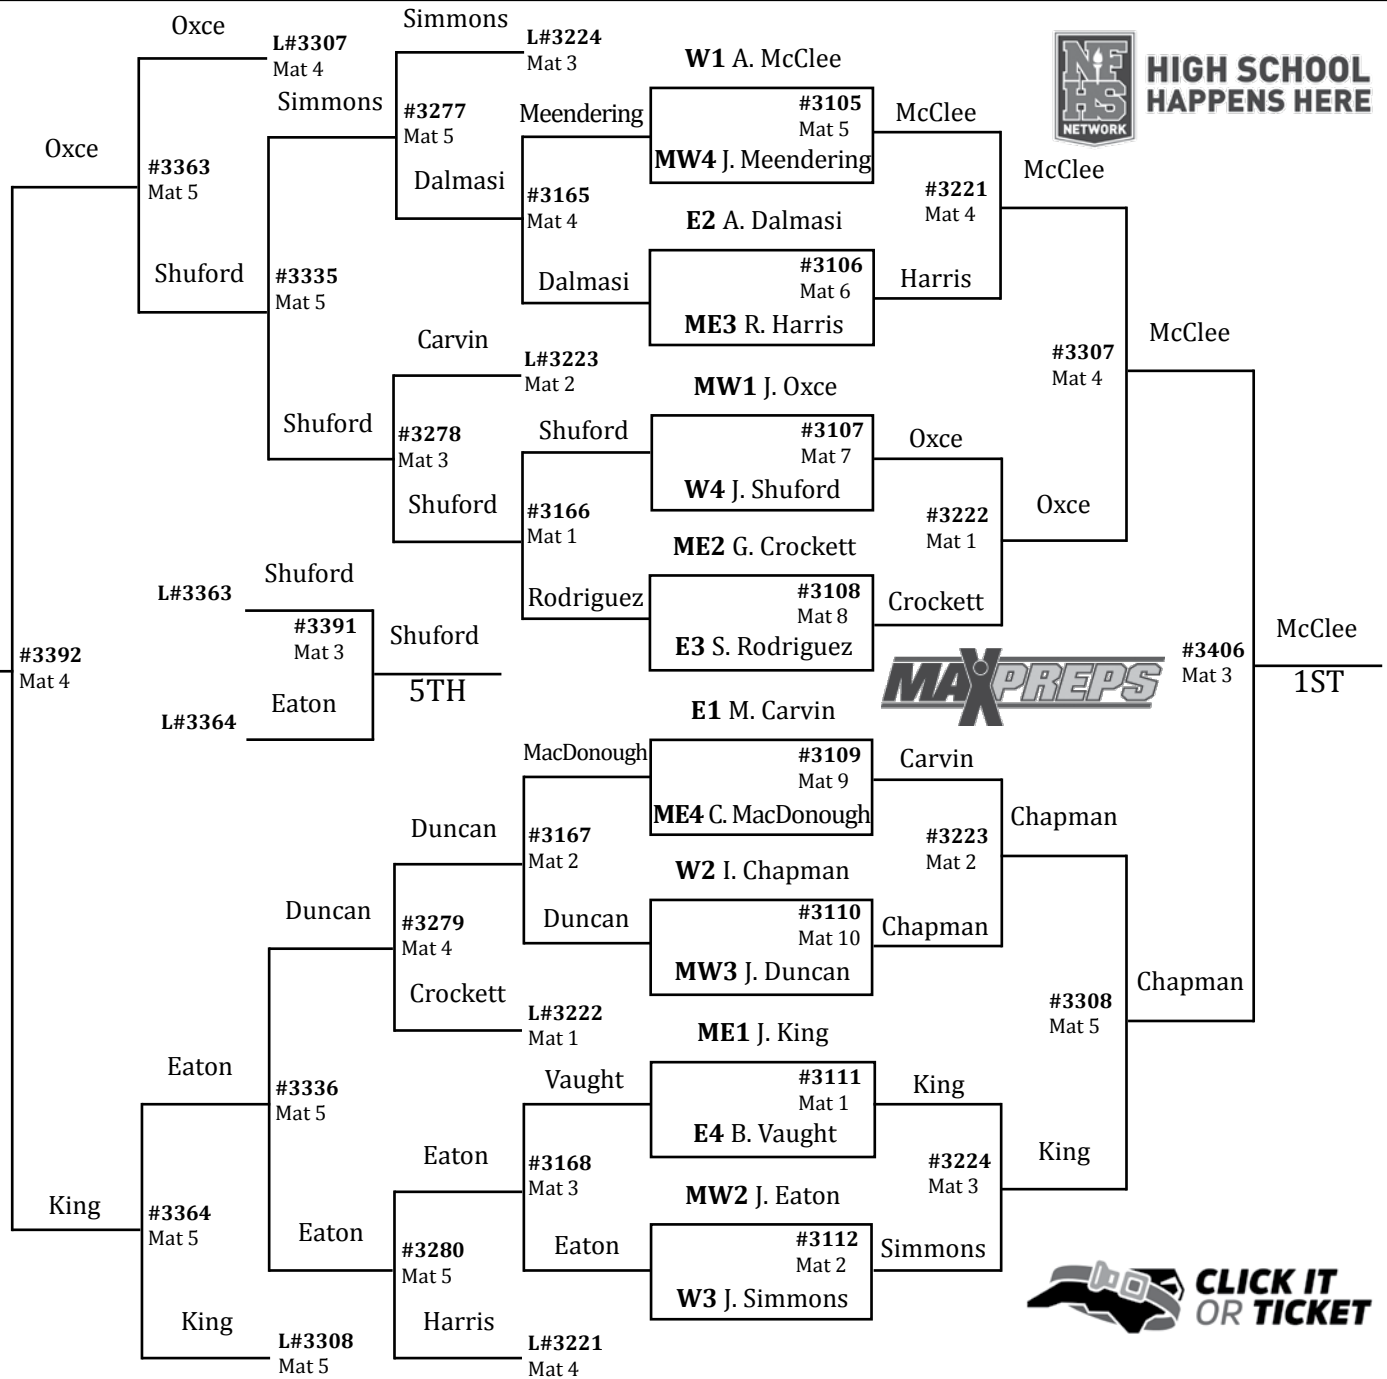 Oxce
Simmons
L#3307
Mat 4
L#3224
Mat 3
W1 A. McClee
HIGH SCHOOL
HAPPENS HERE
NFHS
NETWORK
Simmons
#3277
Mat 5
Meendering
#3105
Mat 5
McClee
Oxce
MW4 J. Meendering
McClee
#3363
Mat 5
Dalmasi
#3165
Mat 4
#3221
Mat 4
E2 A. Dalmasi
Shuford
#3335
Mat 5
Dalmasi
#3106
Mat 6
Harris
ME3 R. Harris
Carvin
L#3223
Mat 2
McClee
#3307
Mat 4
MW1 J. Oxce
Shuford
#3278
Mat 3
Shuford
#3107
Mat 7
Oxce
W4 J. Shuford
Shuford
#3166
Mat 1
#3222
Mat 1
Oxce
ME2 G. Crockett
Shuford
L#3363
Rodriguez
#3108
Mat 8
Crockett
#3391
Mat 3
Shuford
E3 S. Rodriguez
McClee
#3392
Mat 4
5TH
MAXPREPS
#3406
Mat 3
1ST
Eaton
L#3364
E1 M. Carvin
MacDonough
#3109
Mat 9
Carvin
ME4 C. MacDonough
Chapman
Duncan
#3167
Mat 2
#3223
Mat 2
W2 I. Chapman
Duncan
#3279
Mat 4
Duncan
#3110
Mat 10
Chapman
MW3 J. Duncan
Chapman
Crockett
L#3222
Mat 1
#3308
Mat 5
ME1 J. King
Eaton
#3336
Mat 5
Vaught
#3111
Mat 1
King
E4 B. Vaught
Eaton
#3168
Mat 3
#3224
Mat 3
King
MW2 J. Eaton
King
#3364
Mat 5
Eaton
#3280
Mat 5
Eaton
#3112
Mat 2
Simmons
W3 J. Simmons
CLICK IT
OR TICKET
King
L#3308
Mat 5
Harris
L#3221
Mat 4